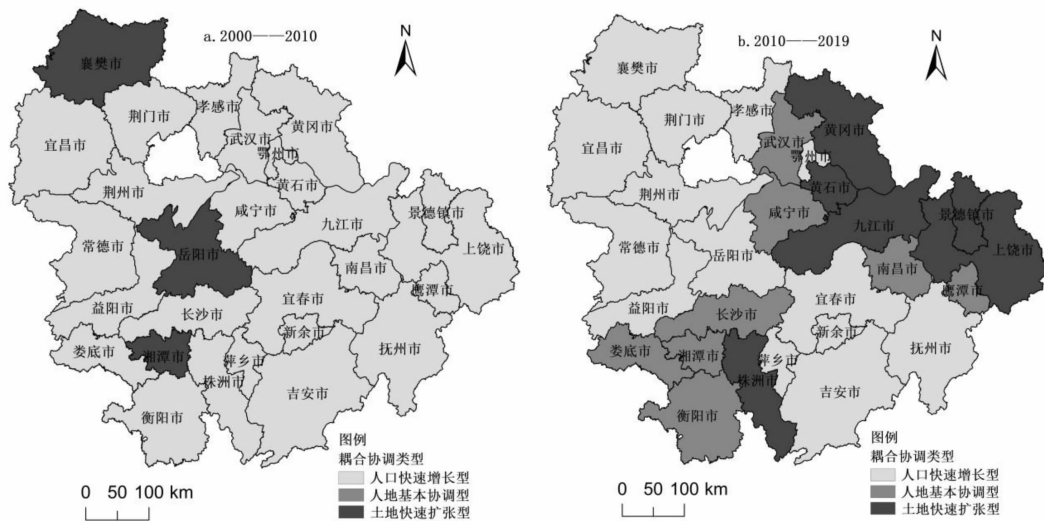 a. 2000——2010
N
襄樊市
荆门市
孝感市
宜昌市
武汉市
黄冈市
鄂州市
荆州市
黄石市
咸宁市
九江市
景德镇市
上饶市
常德市
岳阳市
南昌市
鹰潭市
益阳市
长沙市
宜春市
新余市
抚州市
娄底市
湘潭市
萍乡市
株洲市
吉安市
衡阳市
图例
耦合协调类型
人口快速增长型
人地基本协调型
土地快速扩张型
0 50 100 km
b. 2010——2019
N
襄樊市
荆门市
孝感市
宜昌市
武汉市
黄冈市
鄂州市
荆州市
黄石市
咸宁市
九江市
景德镇市
上饶市
常德市
岳阳市
南昌市
鹰潭市
益阳市
长沙市
宜春市
新余市
抚州市
娄底市
湘潭市
萍乡市
株洲市
吉安市
衡阳市
图例
耦合协调类型
人口快速增长型
人地基本协调型
土地快速扩张型
0 50 100 km